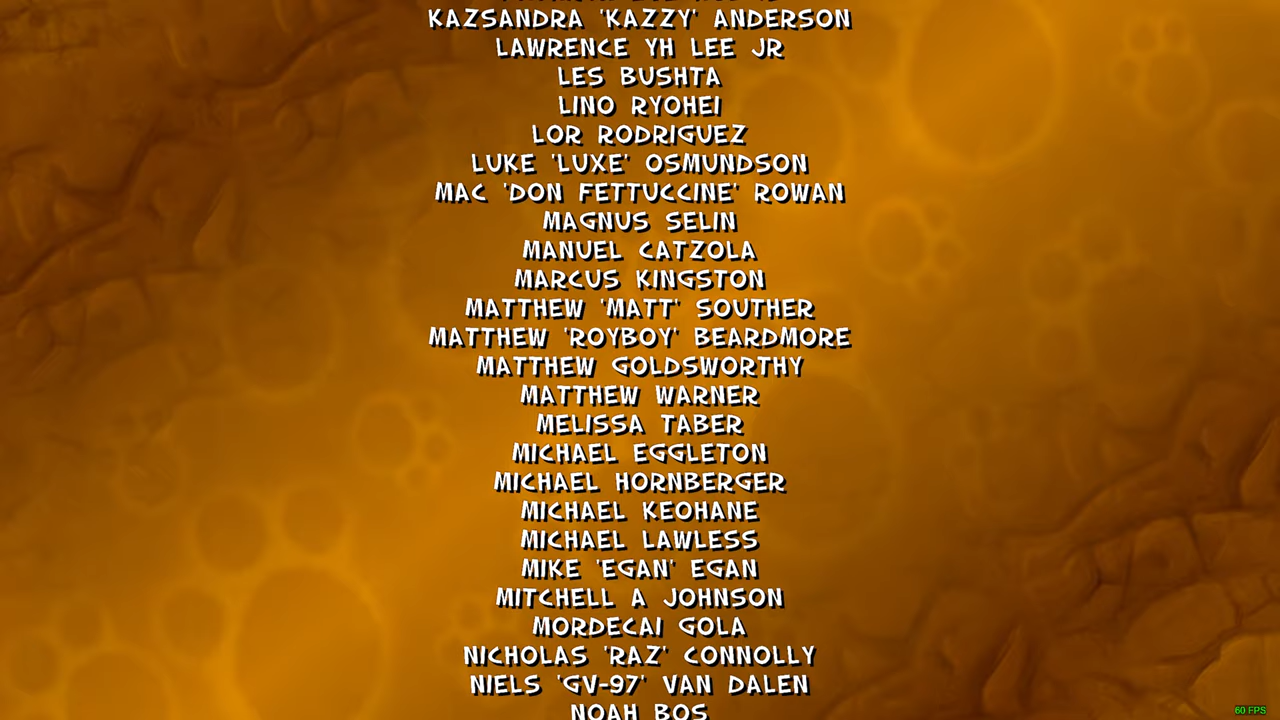 KAZSANDRA 'KAZZY' ANDERSON
LAWRENCE YH LEE JR
LES BUSHTA
LINO RYOHEI
LOR RODRIGUEZ
LUKE 'LUXE' OSMUNDSON
MAC 'DON FETTUCCINE' ROWAN
MAGNUS SELIN
MANUEL CATZOLA
MARCUS KINGSTON
MATTHEW 'MATT' SOUTHER
MATTHEW 'ROYBOY' BEARDMORE
MATTHEW GOLDSWORTHY
MATTHEW WARNER
MELISSA TABER
MICHAEL EGGLETON
MICHAEL HORNBERGER
MICHAEL KEOHANE
MICHAEL LAWLESS
MIKE 'EGAN' EGAN
MITCHELL A JOHNSON
MORDECAI GOLA
NICHOLAS 'RAZ' CONNOLLY
NIELS 'GV-97' VAN DALEN
NOAH BOS
60 FPS